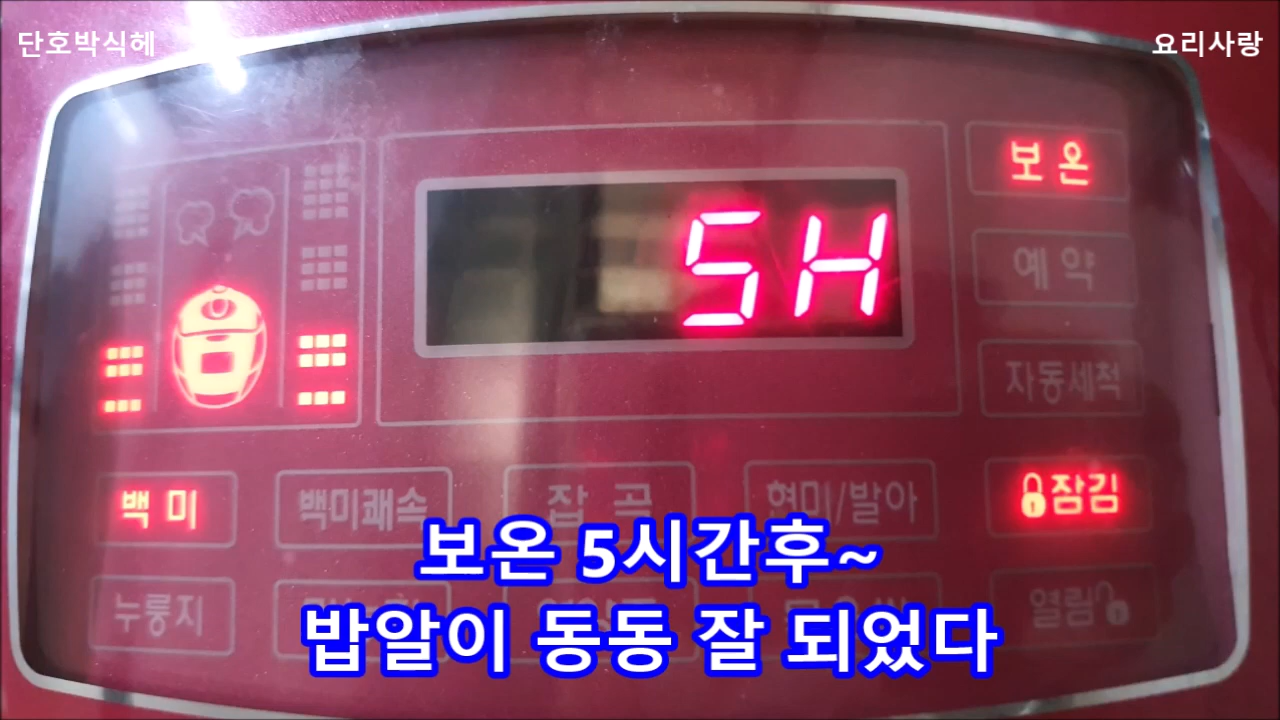 단호박식혜
요리사랑
보온
5H
예약
자동세척
백미
백미쾌속
잡곡
현미/발아
잠김
누룽지
열림
보온 5시간후~
밥알이 동동 잘 되었다